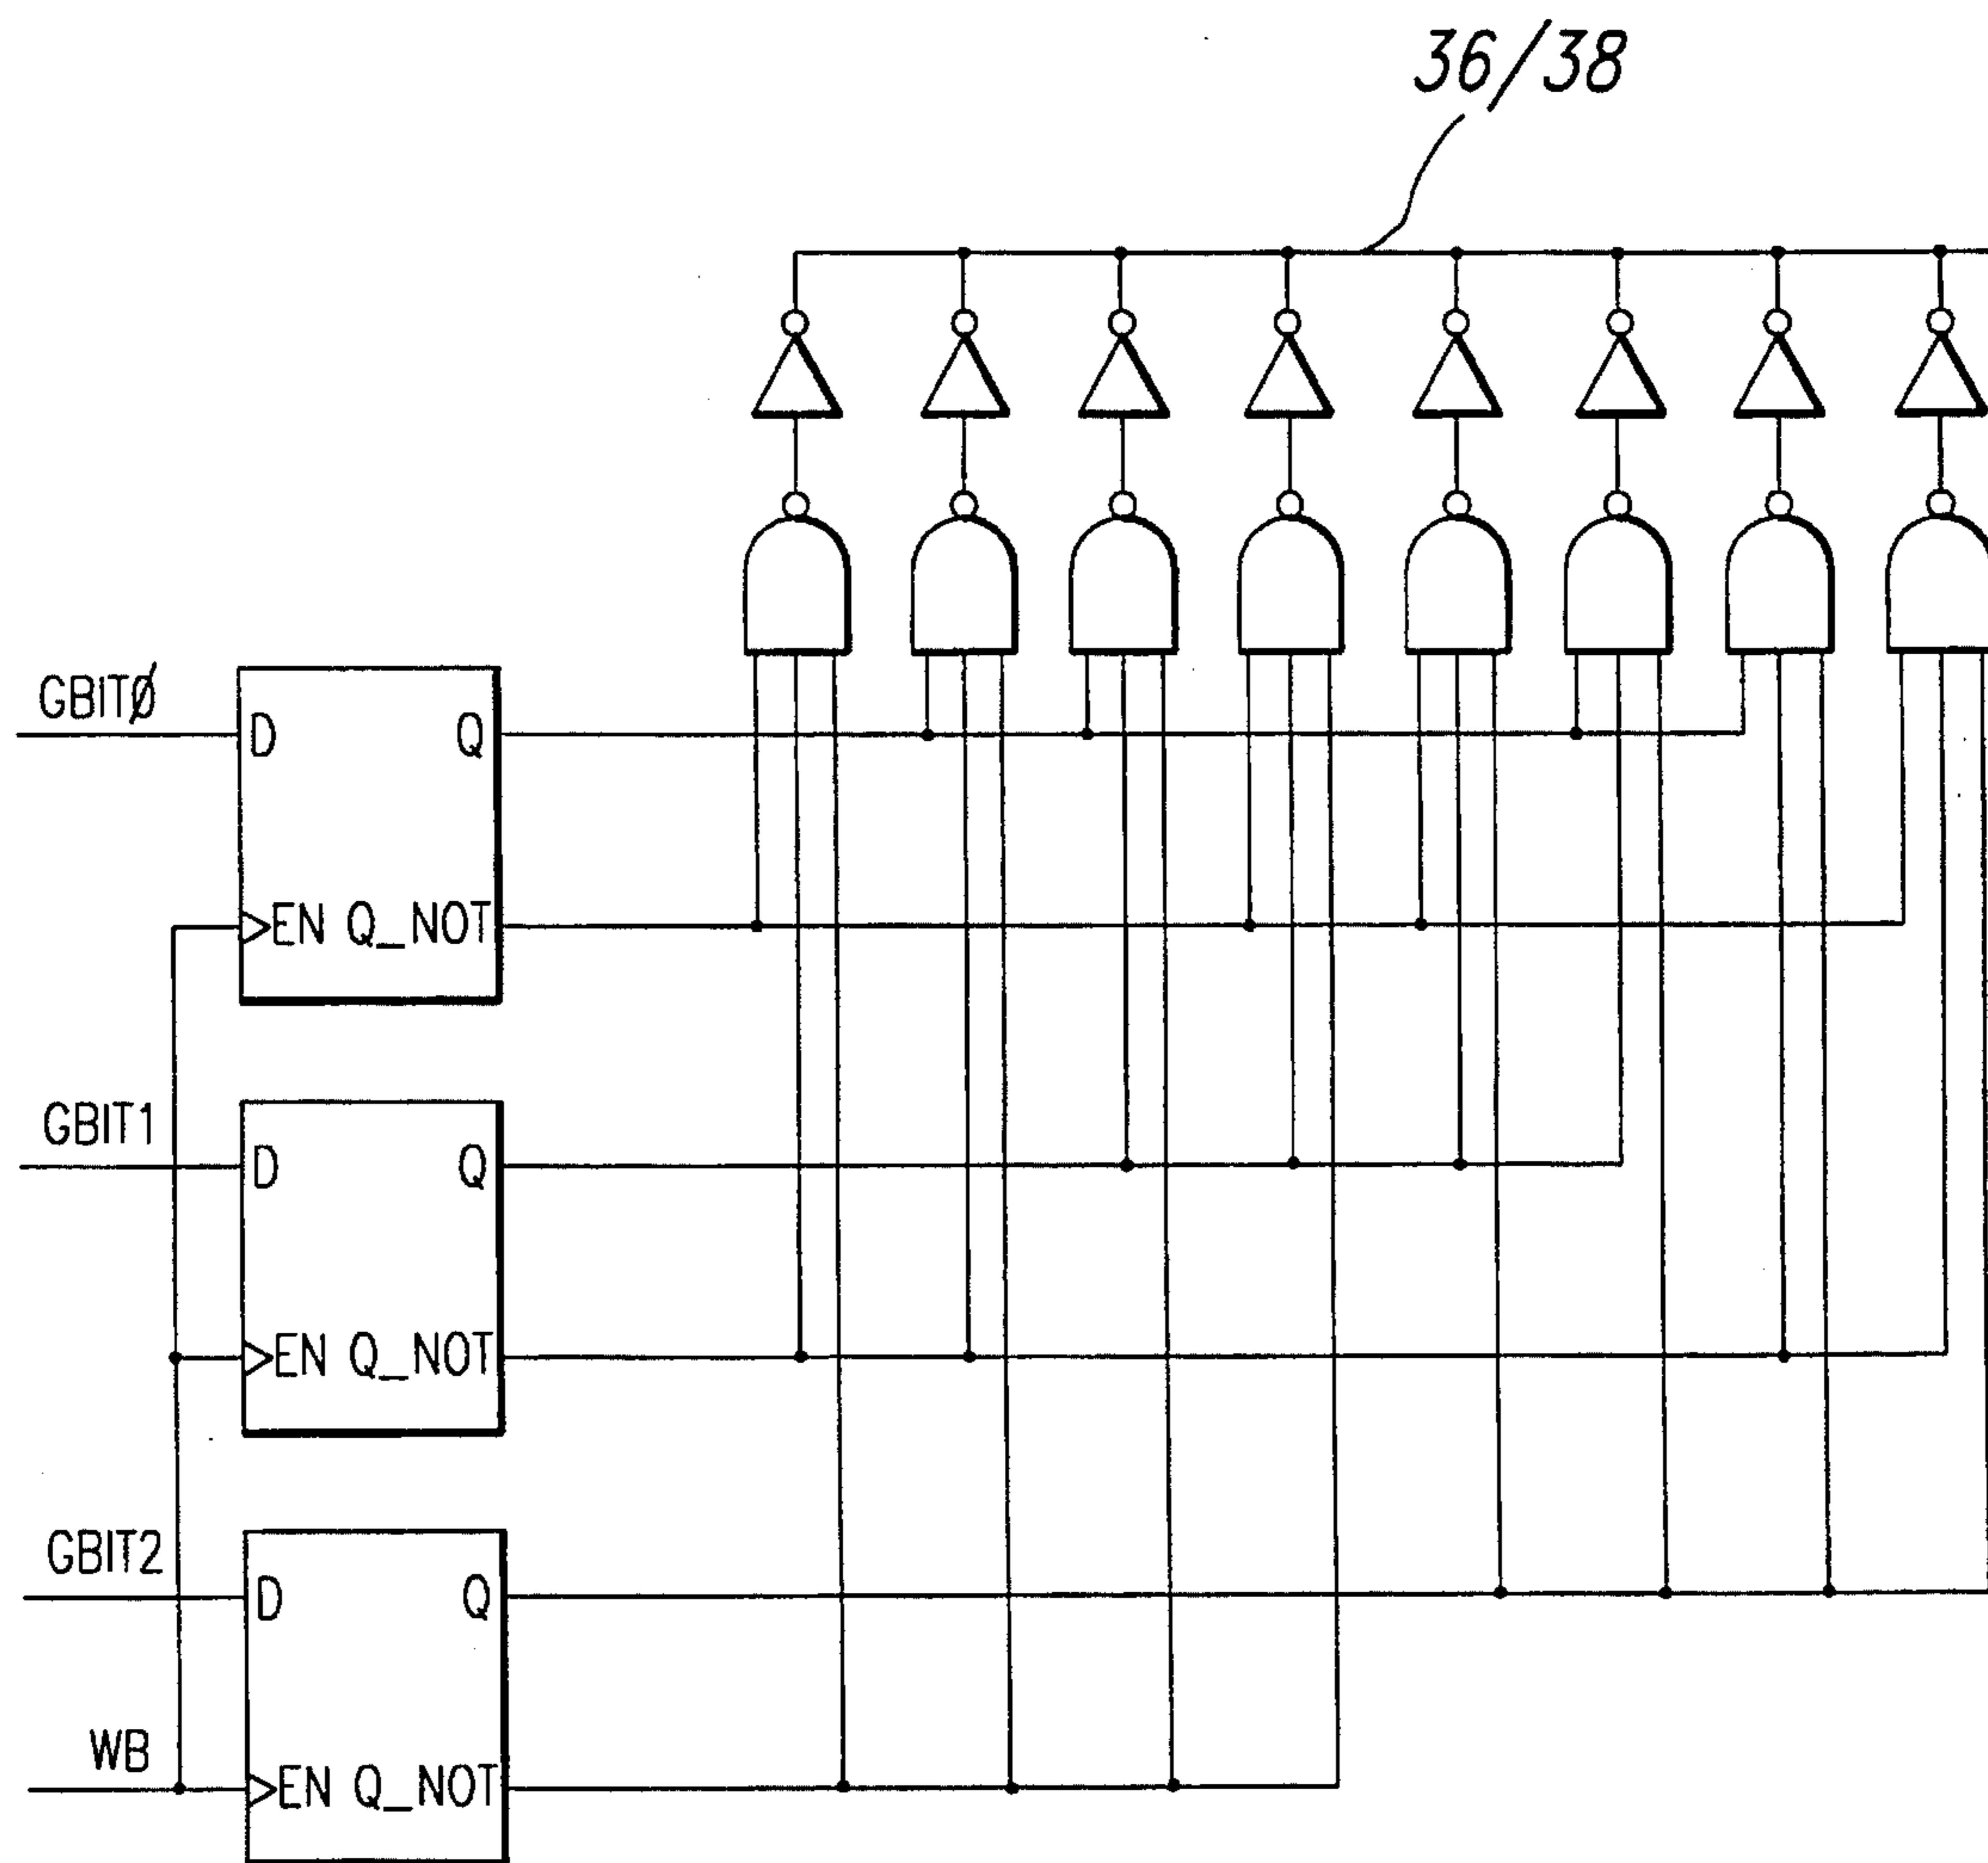 36/38
GBITØ
D Q
EN Q_NOT
GBIT1
D Q
EN Q_NOT
GBIT2
D Q
WB
EN Q_NOT